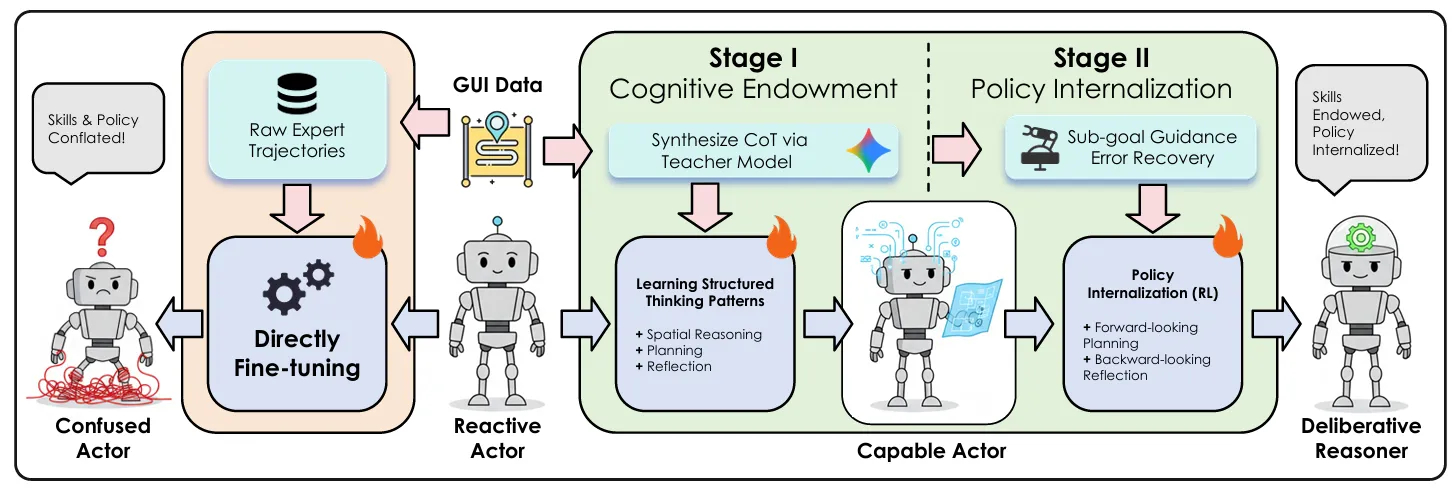 Skills & Policy
Conflated!
Raw Expert
Trajectories
Directly
Fine-tuning
Confused
Actor
GUI Data
Reactive
Actor
Stage I
Cognitive Endowment
Synthesize CoT via
Teacher Model
Learning Structured
Thinking Patterns
+ Spatial Reasoning
+ Planning
+ Reflection
Capable Actor
Stage II
Policy Internalization
Sub-goal Guidance
Error Recovery
Policy
Internalization (RL)
+ Forward-looking
Planning
+ Backward-looking
Reflection
Skills
Endowed,
Policy
Internalized!
Deliberative
Reasoner